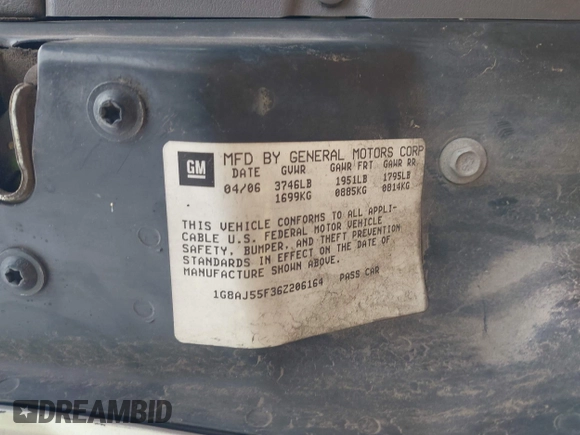 GM
MFD BY GENERAL MOTORS CORP
DATE GVWR GAWR FRT GAWR RR
04/06 3746LB 1951LB 1795LB
1699KG 0885KG 0814KG
THIS VEHICLE CONFORMS TO ALL APPLI-
CABLE U.S. FEDERAL MOTOR VEHICLE
SAFETY, BUMPER, AND THEFT PREVENTION
STANDARDS IN EFFECT ON THE DATE OF
MANUFACTURE SHOWN ABOVE.
1G8AJ55F36Z206164 PASS CAR
DREAMBID